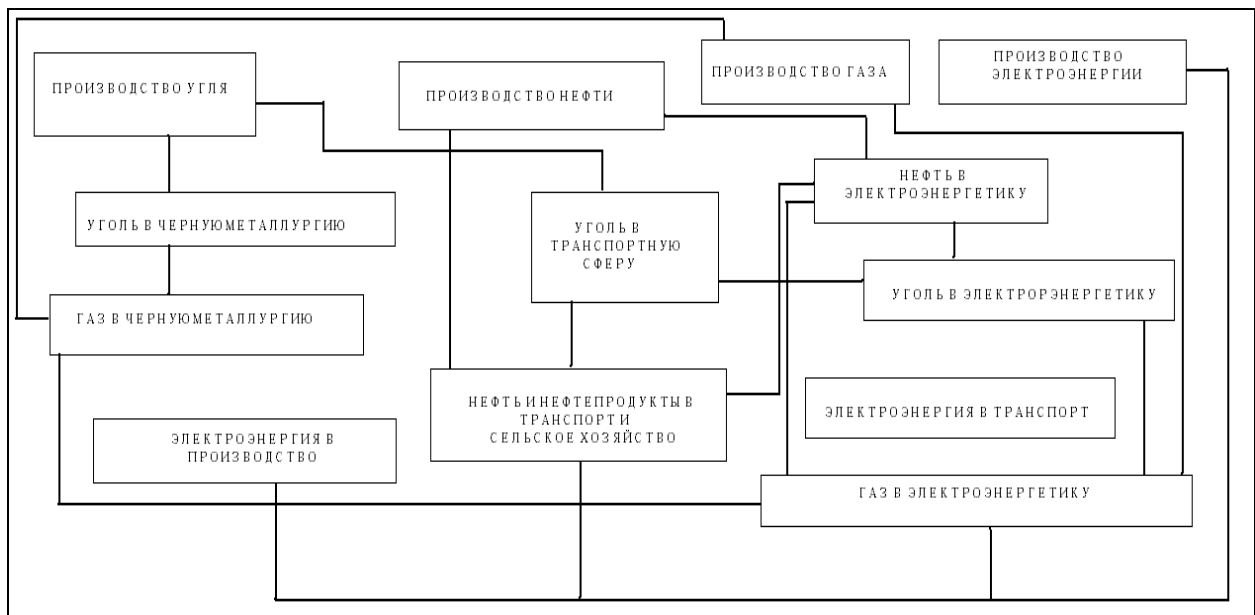 ПРОИЗВОДСТВО УГЛЯ
ПРОИЗВОДСТВО НЕФТИ
ПРОИЗВОДСТВО ГАЗА
ПРОИЗВОДСТВО
ЭЛЕКТРОЭНЕРГИИ
УГОЛЬ В ЧЕРНУЮМЕТАЛЛУРГИЮ
УГОЛЬ В
ТРАНСПОРТНУЮ
СФЕРУ
НЕФТЬ В
ЭЛЕКТРОЭНЕРГЕТИКУ
УГОЛЬ В ЭЛЕКТРОРЭНЕРГЕТИКУ
ГАЗ В ЧЕРНУЮМЕТАЛЛУРГИЮ
НЕФТЬ И НЕФТЕПРОДУКТЫ В
ТРАНСПОРТ И
СЕЛЬСКОЕ ХОЗЯЙСТВО
ЭЛЕКТРОЭНЕРГИЯ В ТРАНСПОРТ
ЭЛЕКТРОЭНЕРГИЯ В
ПРОИЗВОДСТВО
ГАЗ В ЭЛЕКТРОЭНЕРГЕТИКУ